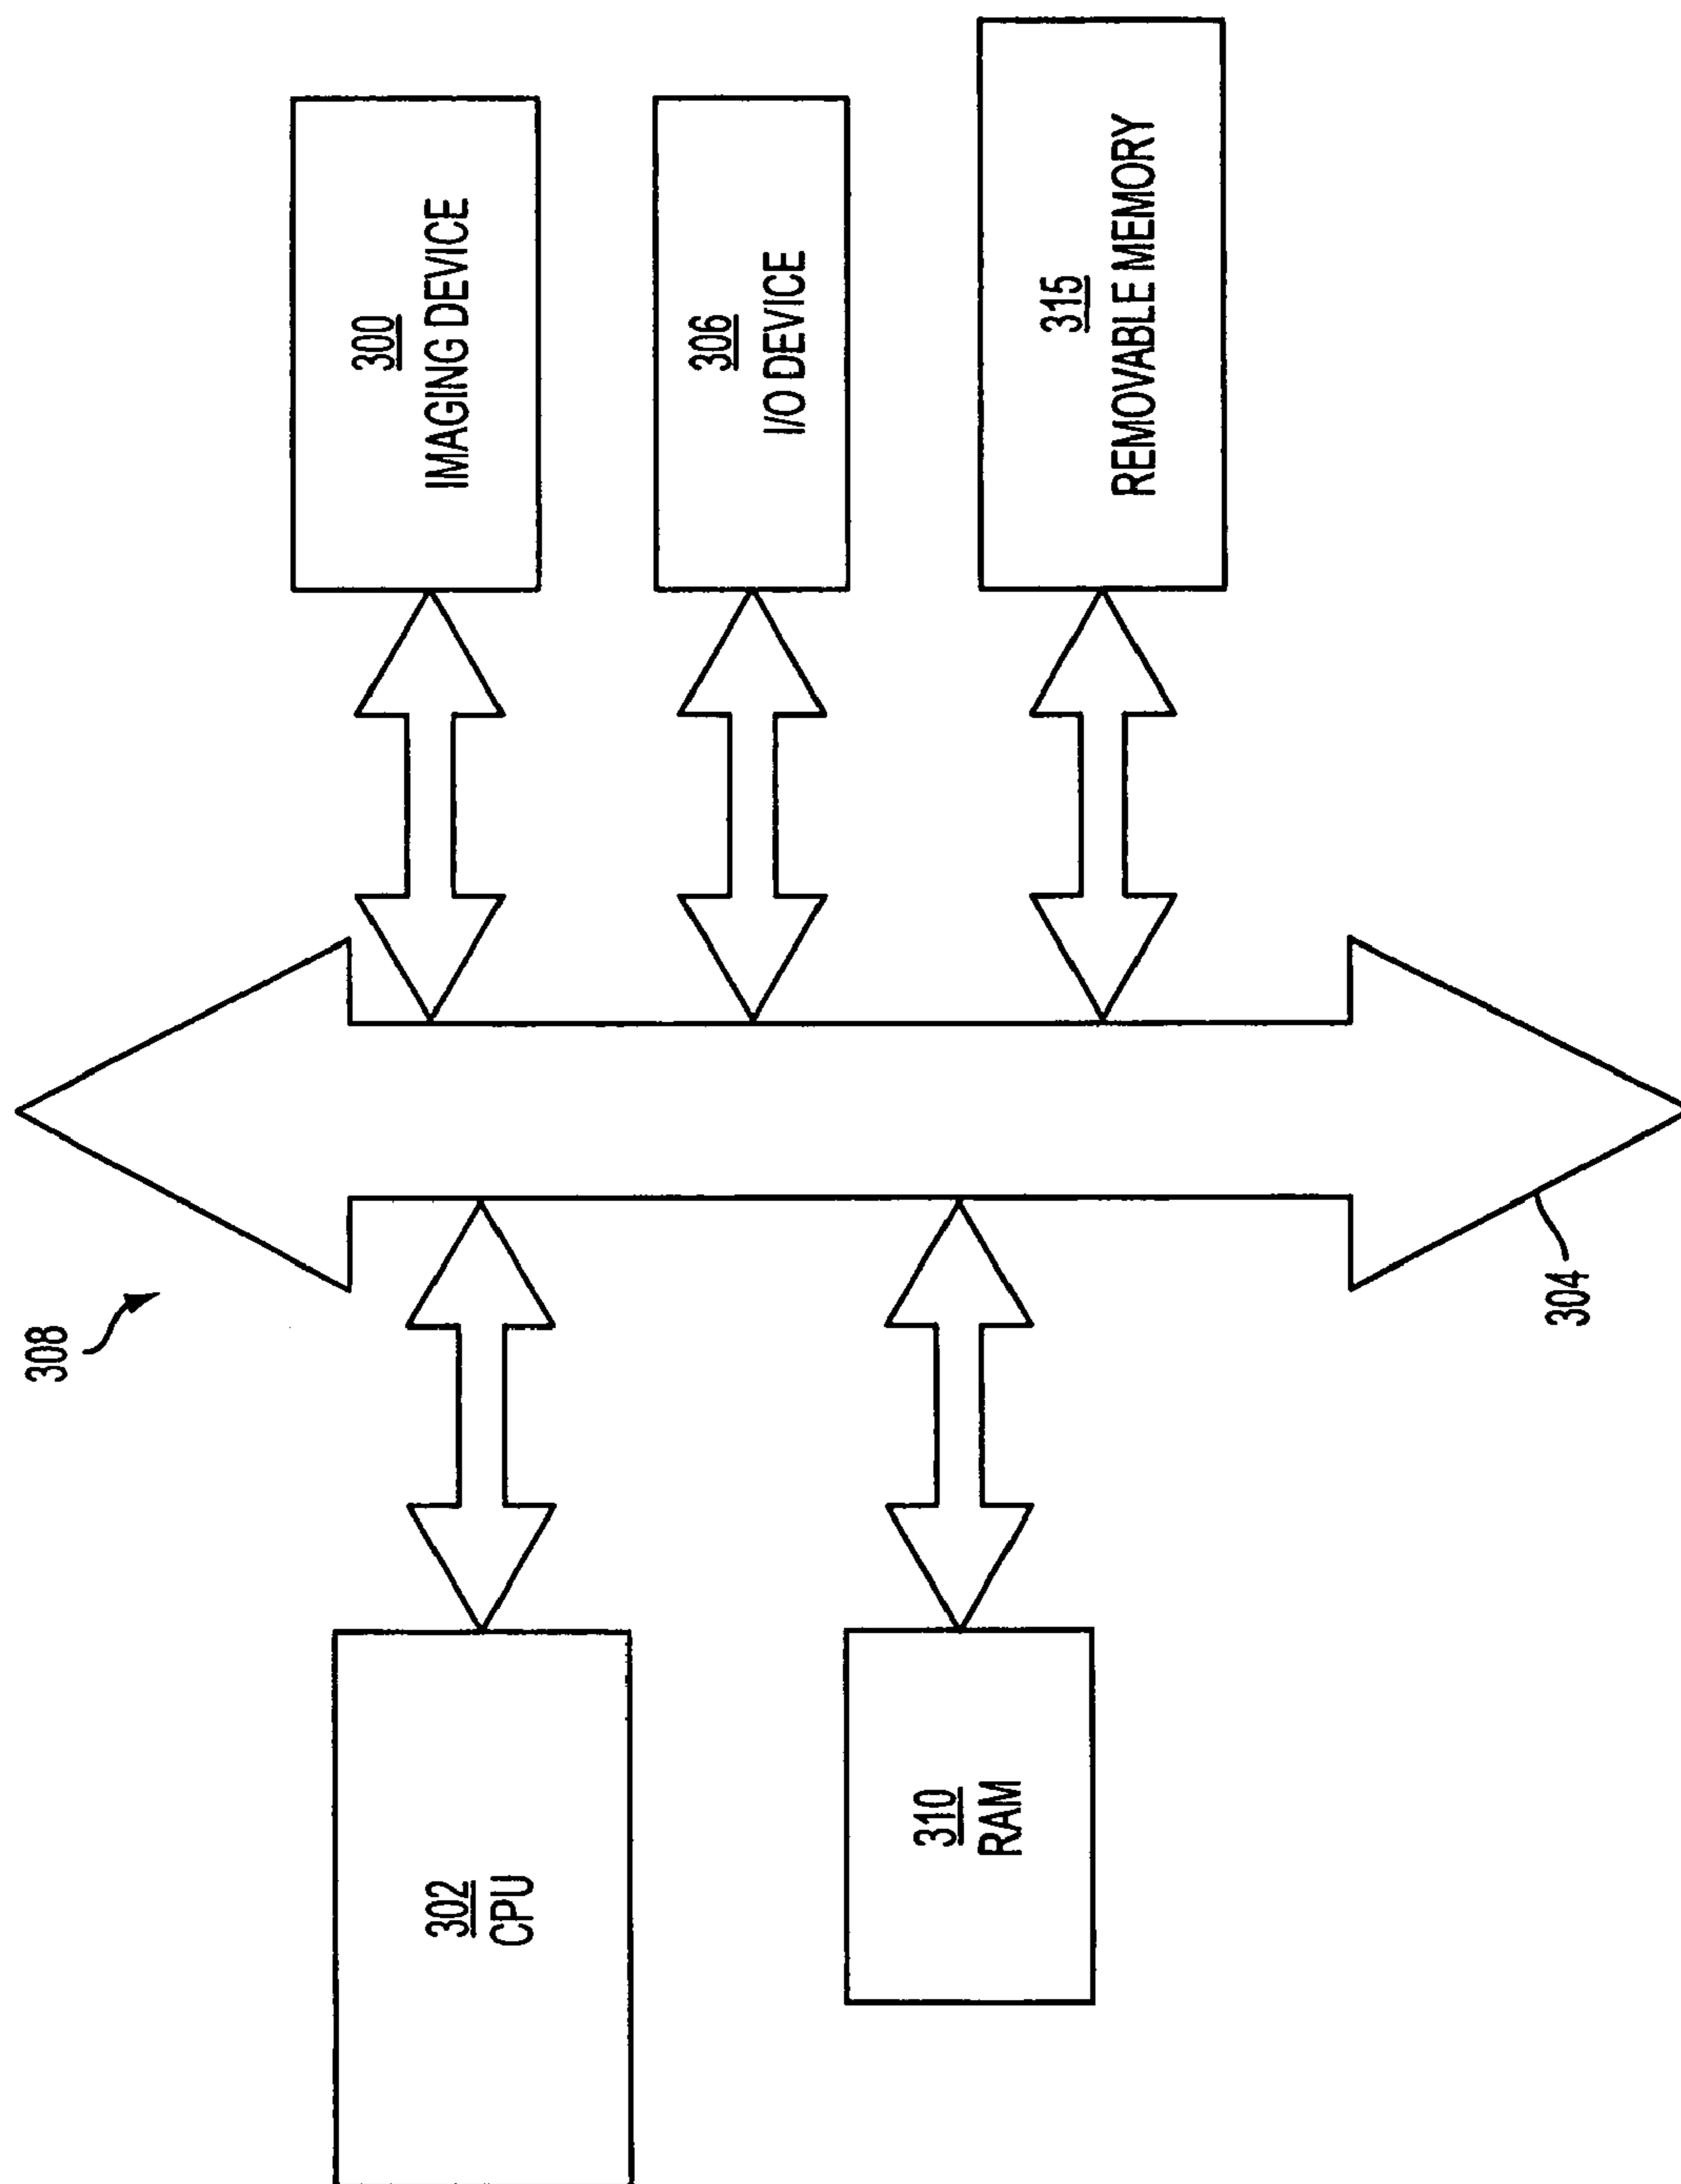 308
302
CPU
310
RAM
304
300
IMAGING DEVICE
306
I/O DEVICE
315
REMOVABLE MEMORY